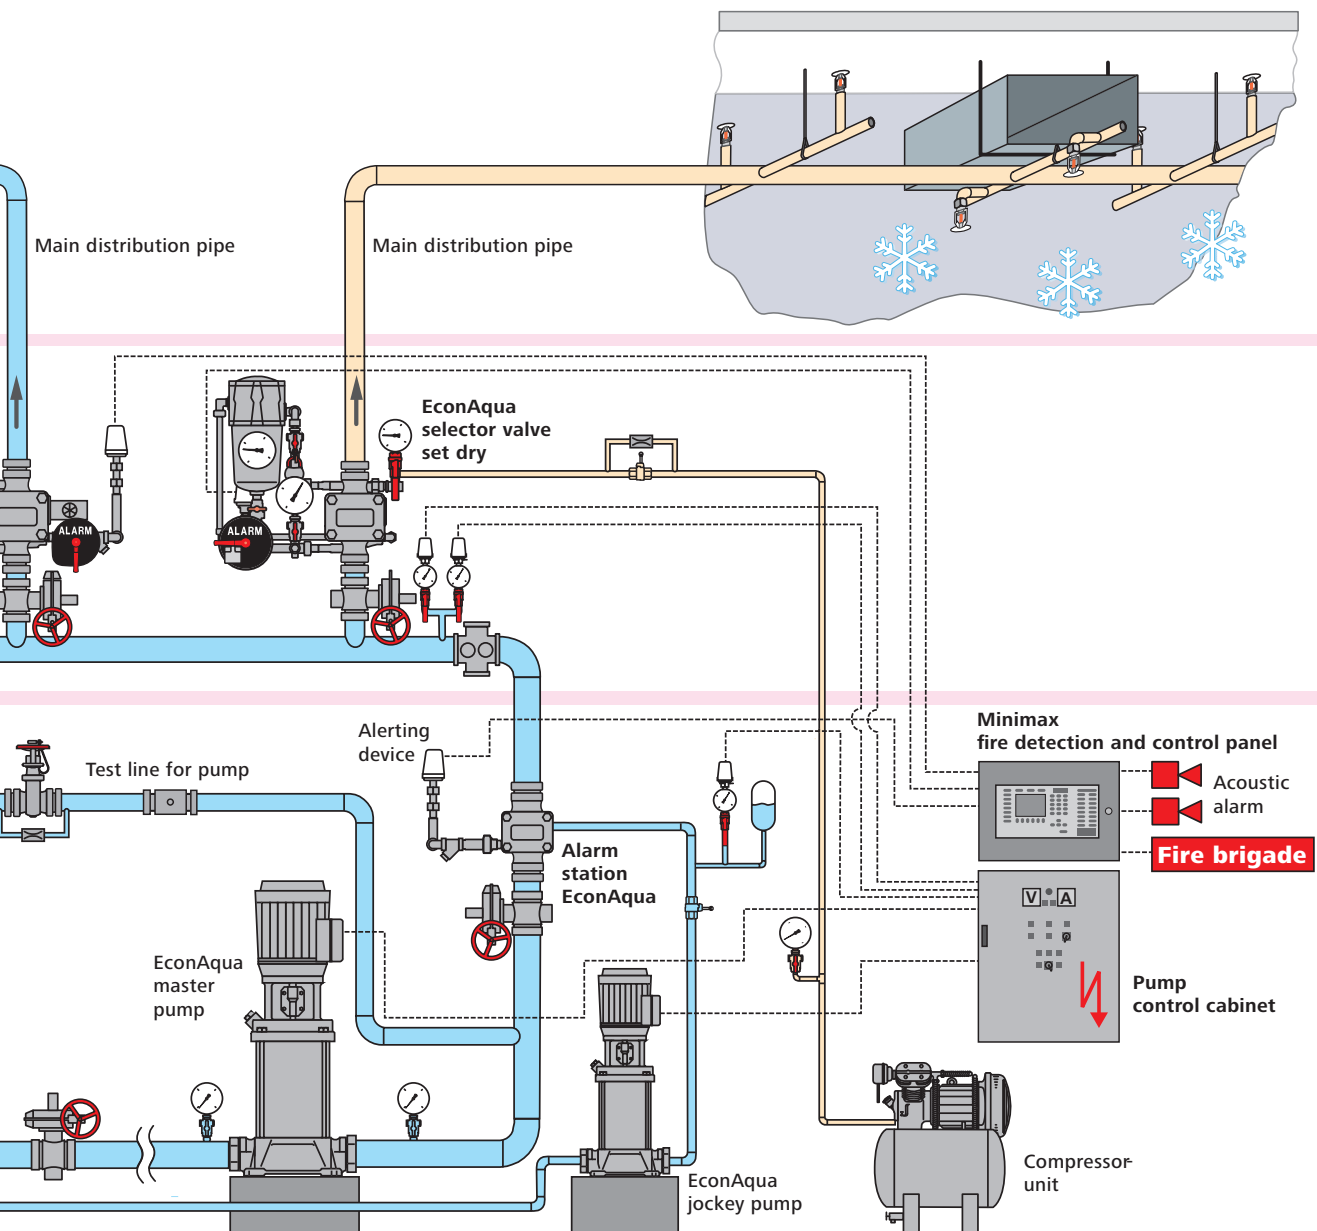 Main distribution pipe
Main distribution pipe
EconAqua
selector valve
set dry
ALARM
ALARM
Minimax
fire detection and control panel
Alerting
device
Test line for pump
Acoustic
alarm
Alarm
station
EconAqua
Fire brigade
V A
EconAqua
master
pump
Pump
control cabinet
Compressor-
unit
EconAqua
jockey pump